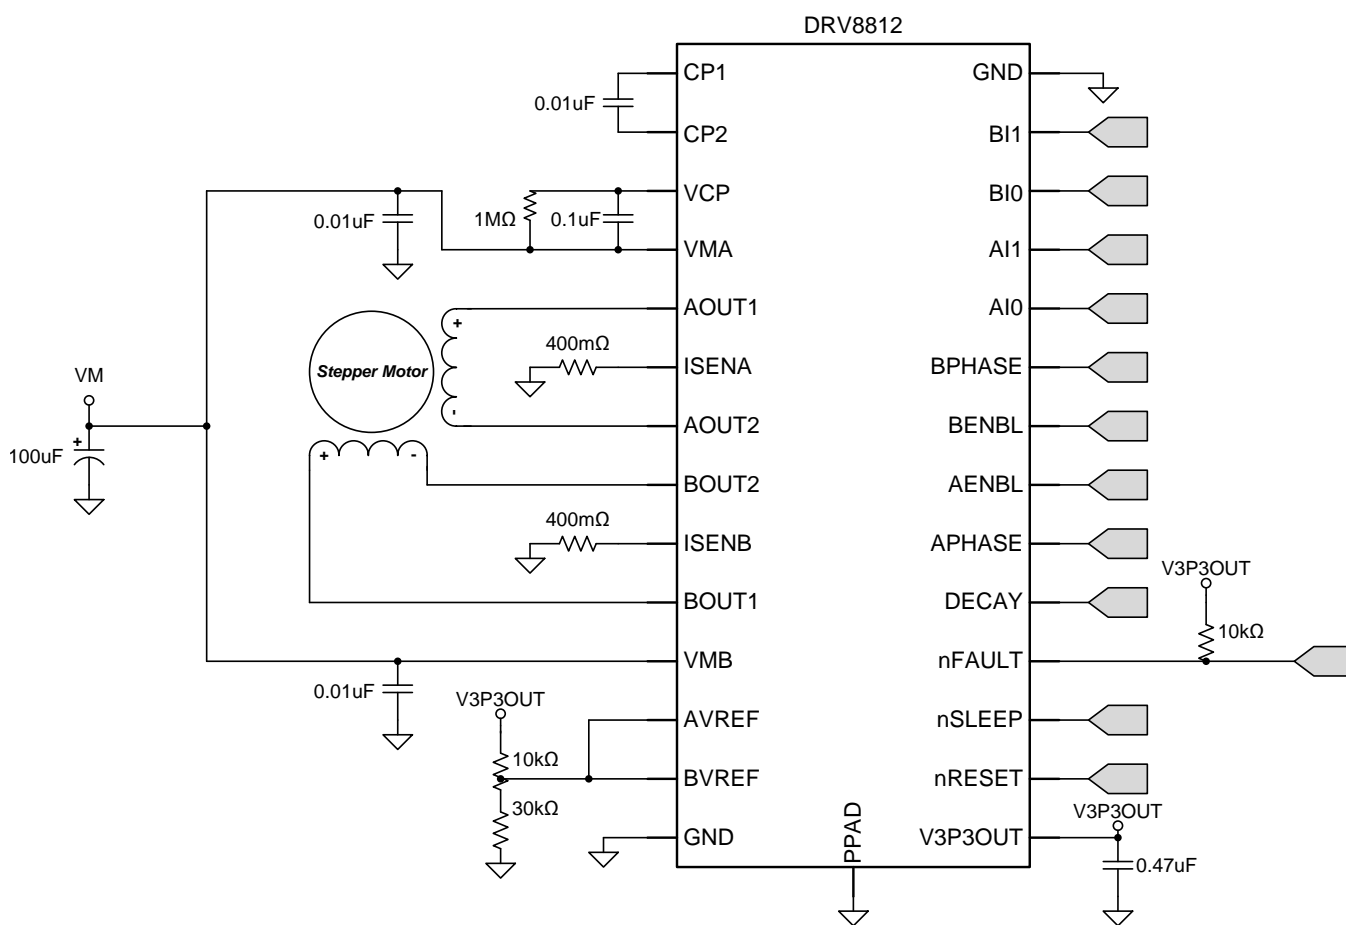 DRV8812
CP1
GND
0.01uF
CP2
BI1
VCP
BI0
0.01uF
1MΩ
0.1uF
VMA
AI1
AOUT1
AI0
+
400mΩ
Stepper Motor
ISENA
BPHASE
VM
-
AOUT2
BENBL
+
100uF
+
-
BOUT2
AENBL
400mΩ
ISENB
APHASE
V3P3OUT
BOUT1
DECAY
10kΩ
VMB
nFAULT
0.01uF
V3P3OUT
AVREF
nSLEEP
10kΩ
BVREF
nRESET
30kΩ
V3P3OUT
GND
PPAD
V3P3OUT
0.47uF